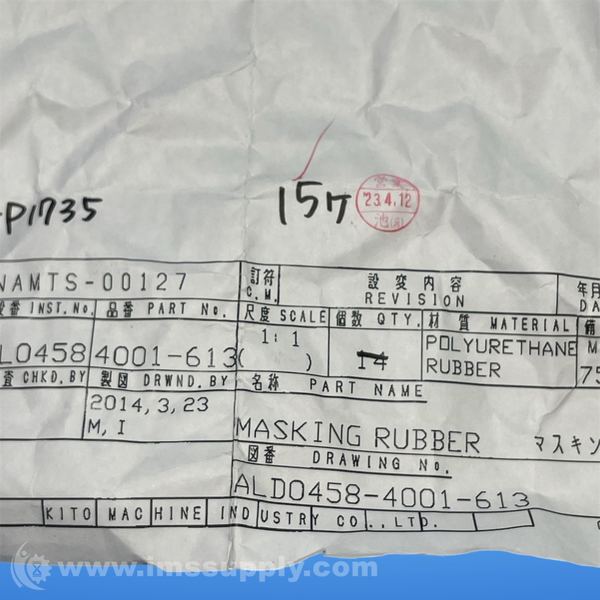 P1735
15ケ
営業
'23.4.12
池
NAMTS-00127
訂符 C.M.
設変内容 REVISION
年月
DA
設番 INST.No.
品番 PART No.
尺度 SCALE
個数 QTY.
材質 MATERIAL
備
L0458
4001-613
1:1
( )
14
POLYURETHANE RUBBER
M
75
査 CHKD.BY
製図 DRWND.BY
2014,3,23
M,I
名称 PART NAME
MASKING RUBBER マスキン
図番 DRAWING No.
ALD0458-4001-613
KITO MACHINE INDUSTRY CO.,LTD.
www.imssupply.com